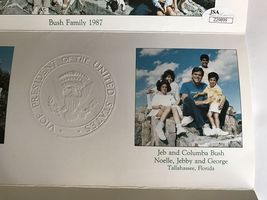 Bush Family 1987
JSA
Z29895
VICE PRESIDENT OF THE UNITED STATES
Jeb and Columba Bush
Noelle, Jebby and George
Tallahassee, Florida